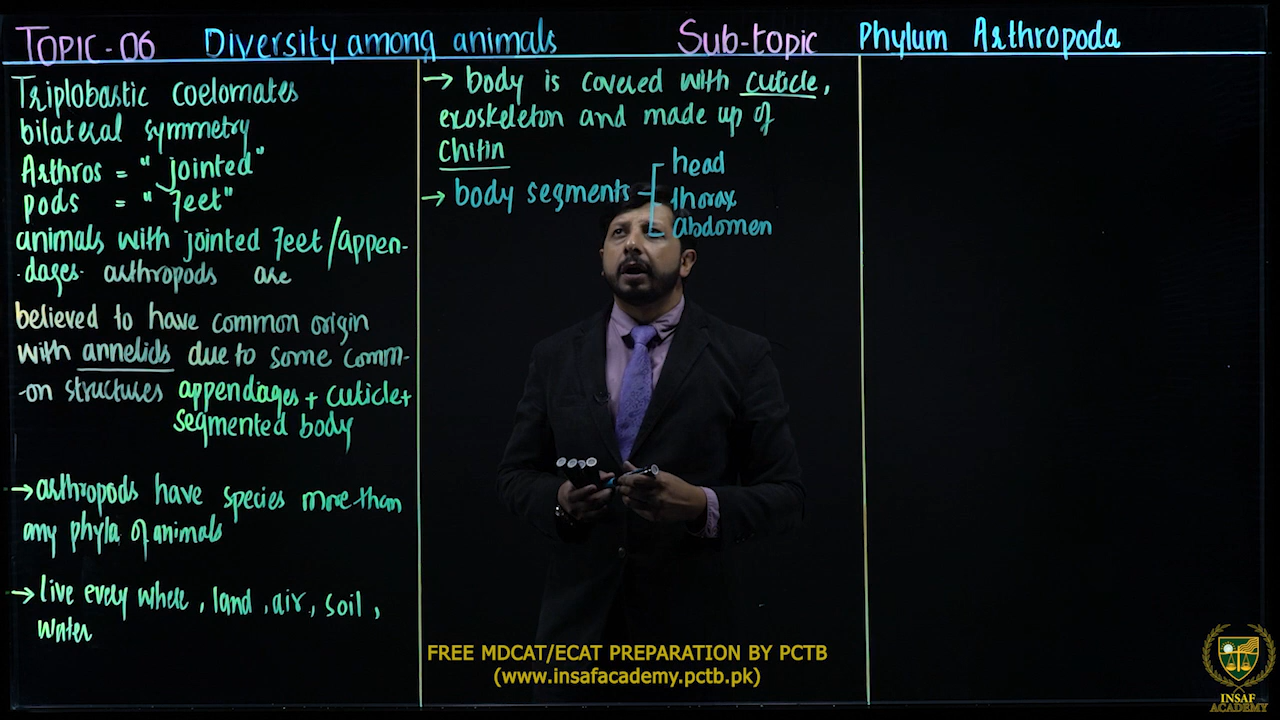 TOPIC-06 Diversity among animals Sub-topic Phylum Arthropoda
Triplobastic coelomates
bilateral symmetry
Arthros = "jointed"
pods = "feet"
animals with jointed feet/appen-
-dages. arthropods are
believed to have common origin
with annelids due to some comm-
-on structures appendages + cuticle +
segmented body
→ arthropods have species more than
any phyla of animals
→ live every where, land, air, soil,
water
→ body is covered with cuticle,
exoskeleton and made up of
chitin
→ body segments
head
thorax
abdomen
FREE MDCAT/ECAT PREPARATION BY PCTB
(www.insafacademy.pctb.pk)
INSAF
ACADEMY